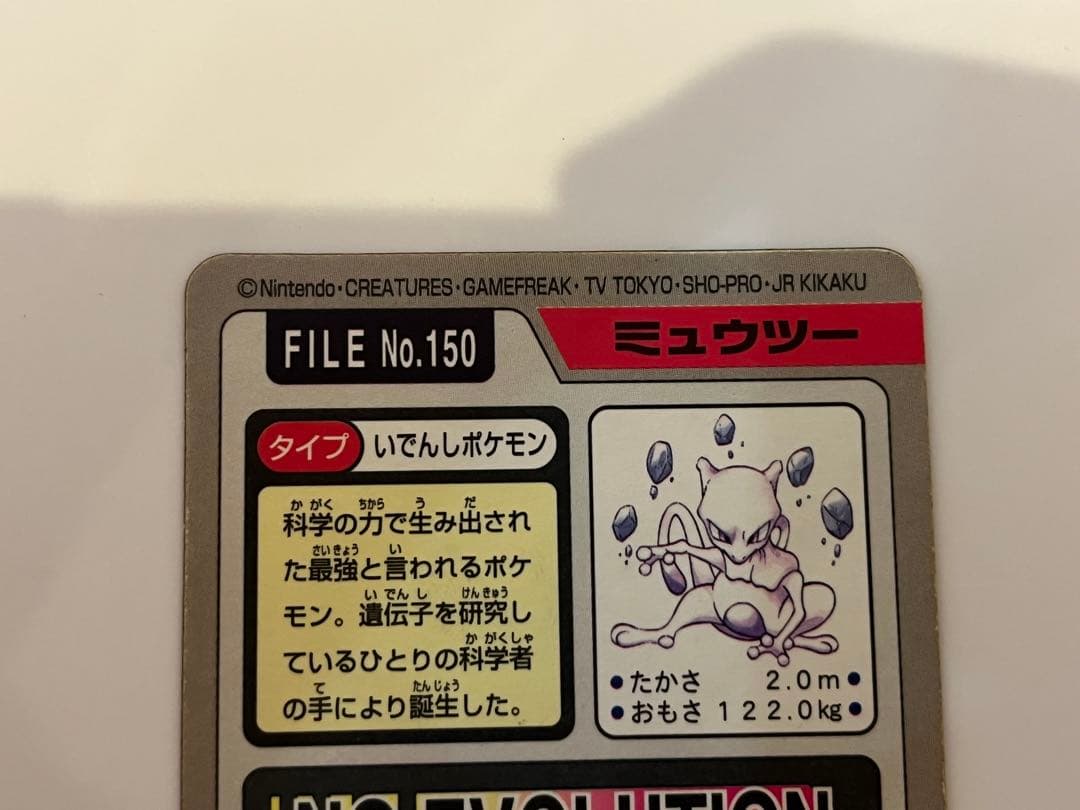 ©Nintendo・CREATURES・GAMEFREAK・TV TOKYO・SHO-PRO・JR KIKAKU
FILE No.150
ミュウツー
タイプ いでんしポケモン
科学の力で生み出され
た最強と言われるポケ
モン。遺伝子を研究し
ているひとりの科学者
の手により誕生した。
●たかさ 2.0m●
●おもさ 122.0kg●
NO EVOLUTION